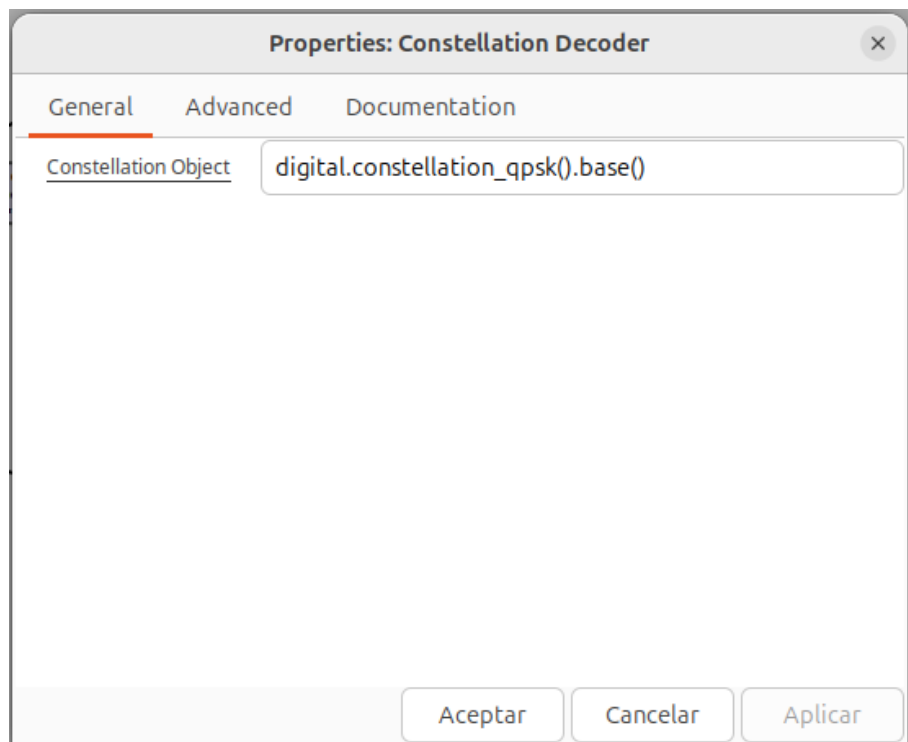 Properties: Constellation Decoder
General Advanced Documentation
Constellation Object digital.constellation_qpsk().base()
Aceptar Cancelar Aplicar